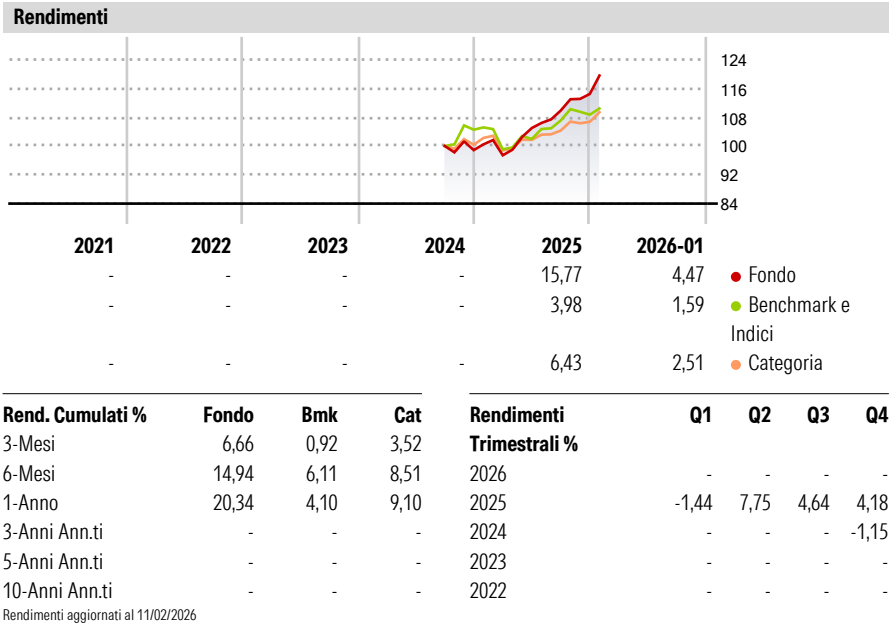 Rendimenti
124
116
108
100
92
84
2021 2022 2023 2024 2025 2026-01
- - - - 15,77 4,47 Fondo
- - - - 3,98 1,59 Benchmark e
Indici
- - - - 6,43 2,51 Categoria
Rend. Cumulati % Fondo Bmk Cat
3-Mesi 6,66 0,92 3,52
6-Mesi 14,94 6,11 8,51
1-Anno 20,34 4,10 9,10
3-Anni Ann.ti - - -
5-Anni Ann.ti - - -
10-Anni Ann.ti - - -
Rendimenti Q1 Q2 Q3 Q4
Trimestrali %
2026 - - - -
2025 -1,44 7,75 4,64 4,18
2024 - - - -1,15
2023 - - - -
2022 - - - -
Rendimenti aggiornati al 11/02/2026